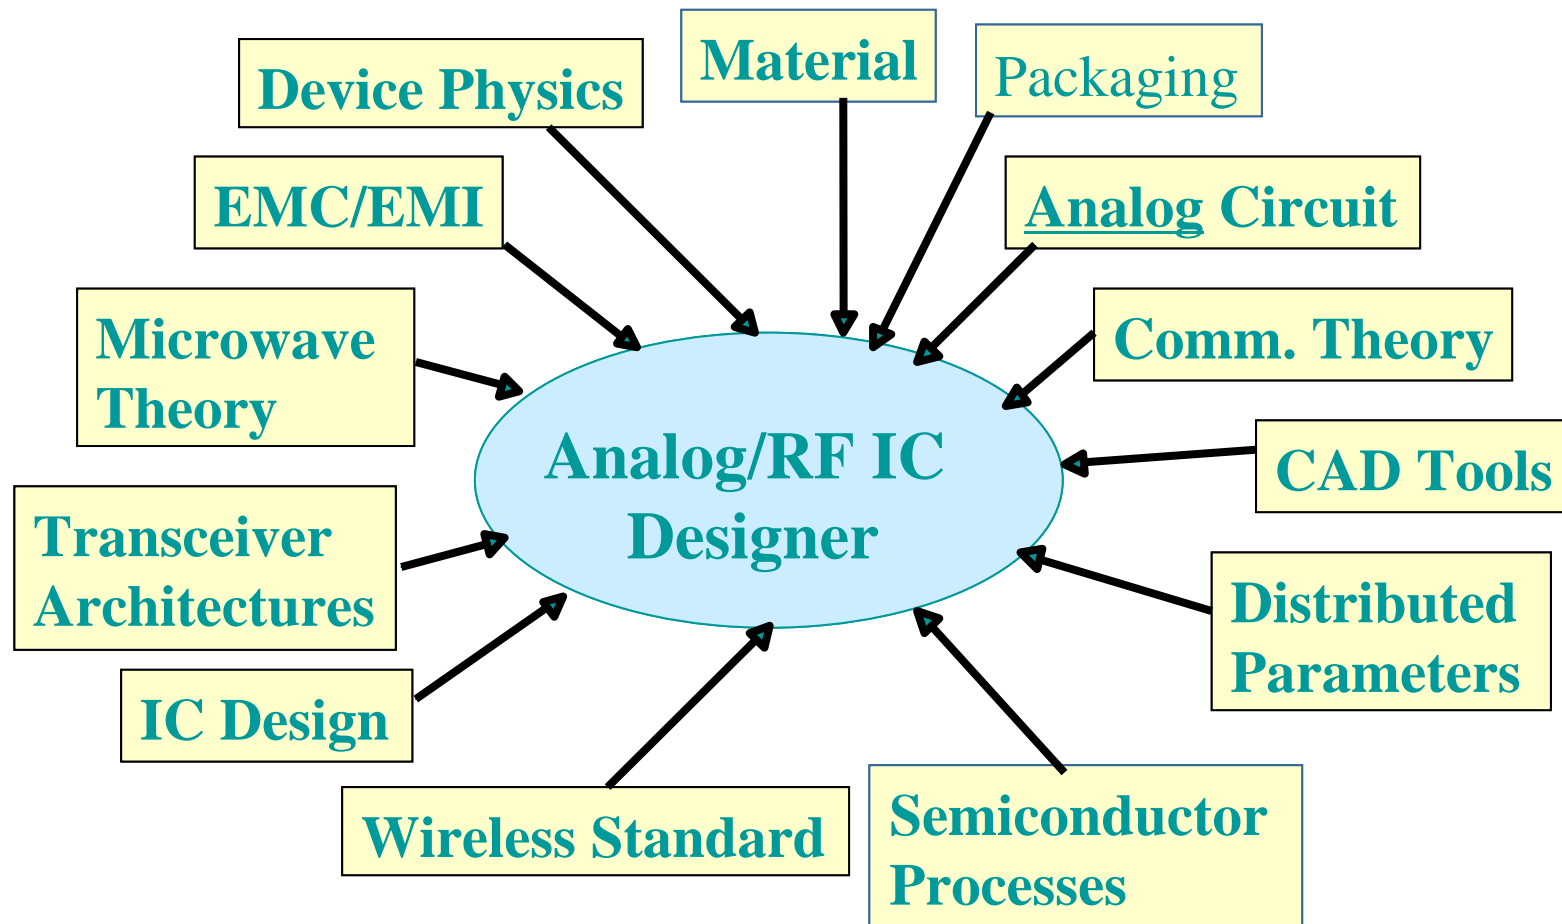 Material
Packaging
Device Physics
EMC/EMI
Analog Circuit
Microwave
Theory
Comm. Theory
Analog/RF IC
Designer
CAD Tools
Transceiver
Architectures
Distributed
Parameters
IC Design
Wireless Standard
Semiconductor
Processes